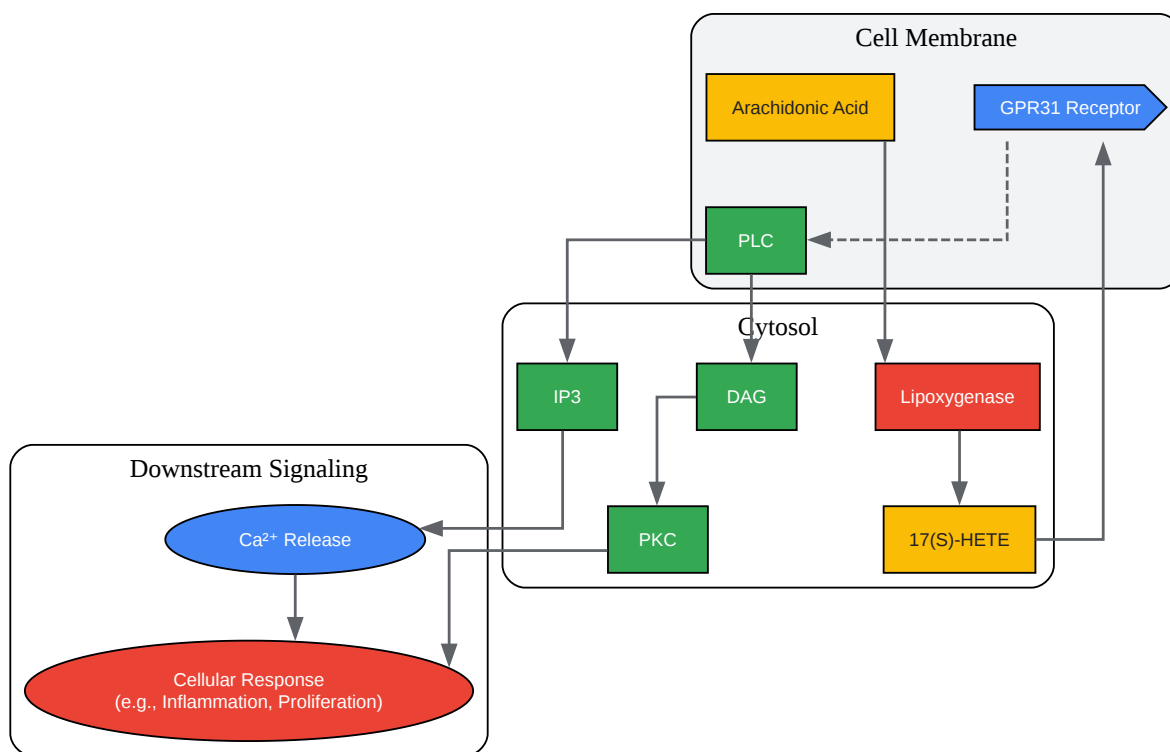 Cell Membrane
Arachidonic Acid
GPR31 Receptor
PLC
Cytosol
IP3
DAG
Lipoxygenase
Downstream Signaling
Ca²⁺ Release
PKC
17(S)-HETE
Cellular Response
(e.g., Inflammation, Proliferation)